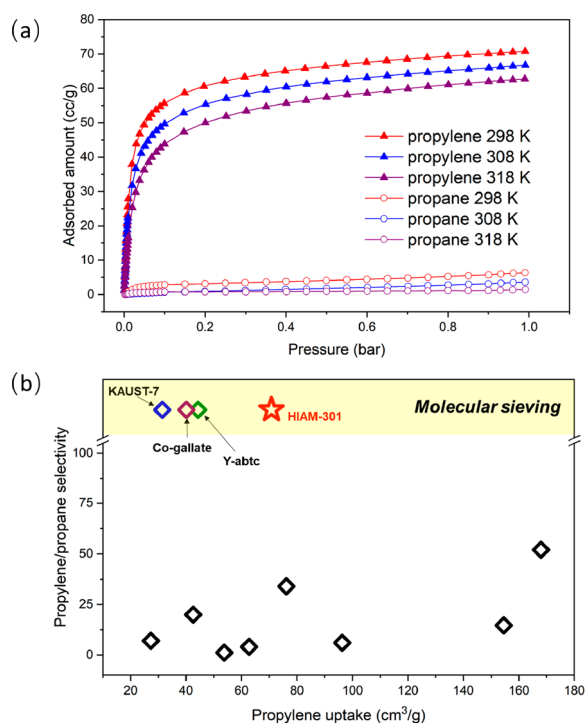 (a)
80
70
60
50
40
30
20
10
0
Adsorbed amount (cc/g)
propylene 298 K
propylene 308 K
propylene 318 K
propane 298 K
propane 308 K
propane 318 K
0.0 0.2 0.4 0.6 0.8 1.0
Pressure (bar)
(b)
KAUST-7
Co-gallate
Y-abtc
HIAM-301
Molecular sieving
100
75
50
25
0
Propylene/propane selectivity
20 40 60 80 100 120 140 160 180
Propylene uptake (cm³/g)